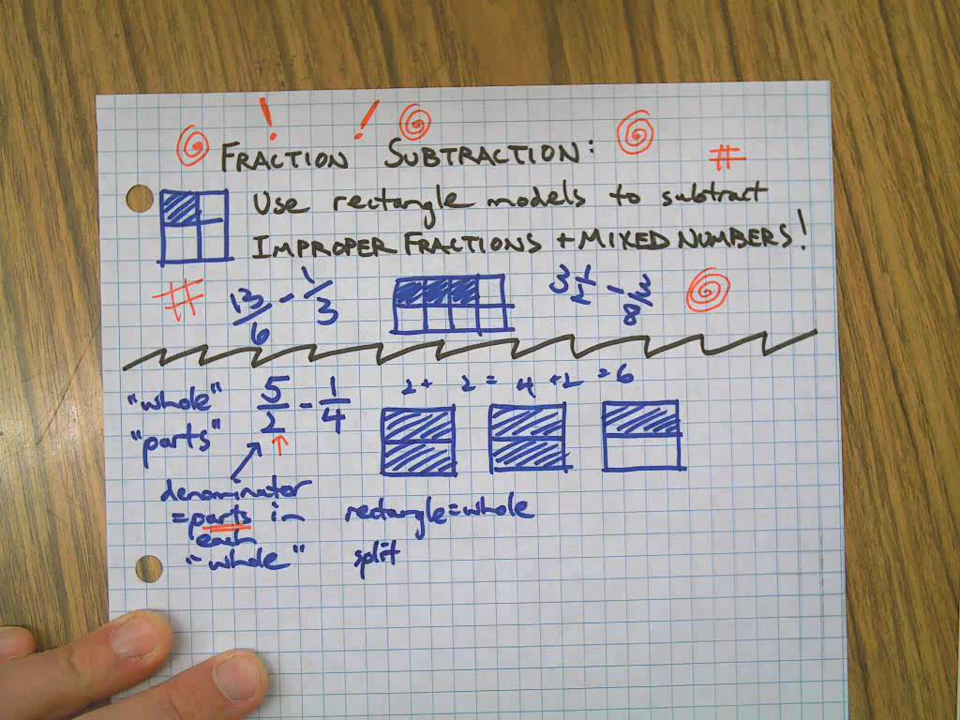 FRACTION SUBTRACTION:
Use rectangle models to subtract
IMPROPER FRACTIONS + MIXED NUMBERS!
13/6 - 1/3
3 1/2 - 3/8
"whole" 5/2 - 1/4
"parts"
2 + 2 = 4 + 2 = 6
denominator
= parts in
each
"whole"
rectangle = whole
split